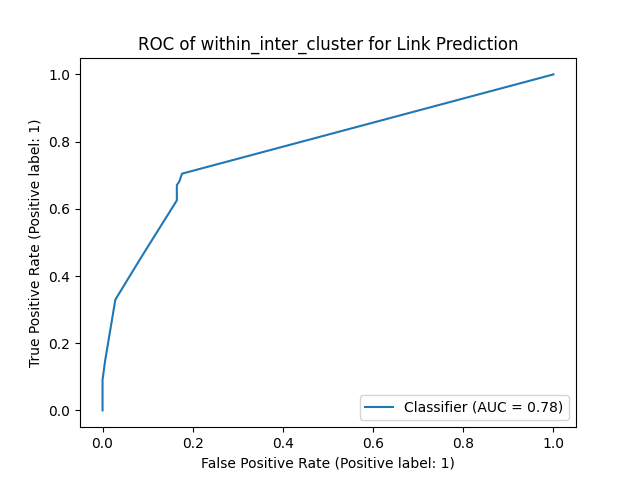 ROC of within_inter_cluster for Link Prediction
True Positive Rate (Positive label: 1)
1.0
0.8
0.6
0.4
0.2
0.0
Classifier (AUC = 0.78)
0.0 0.2 0.4 0.6 0.8 1.0
False Positive Rate (Positive label: 1)